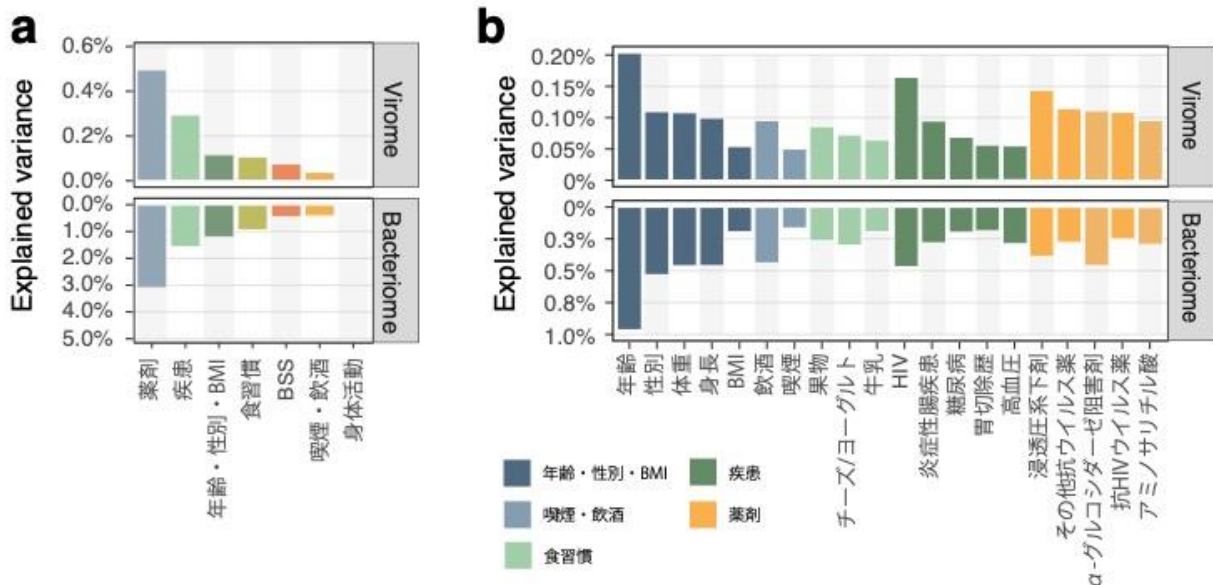 a
0.6%
0.4%
0.2%
0.0%
Virome
0.0%
1.0%
2.0%
3.0%
4.0%
5.0%
Bacteriome
Explained variance
薬剤
疾患
年齢・性別・BMI
食習慣
BSS
喫煙・飲酒
身体活動
b
0.20%
0.15%
0.10%
0.05%
0%
Virome
0%
0.3%
0.5%
0.8%
1.0%
Bacteriome
Explained variance
年齢
性別
体重
身長
BMI
飲酒
喫煙
果物
チーズ/ヨーグルト
牛乳
HIV
炎症性腸疾患
糖尿病
胃切除歴
高血圧
浸透圧系下剤
その他抗ウイルス薬
α-グルコシダーゼ阻害剤
抗HIVウイルス薬
アミノサリチル酸
年齢・性別・BMI
喫煙・飲酒
食習慣
疾患
薬剤